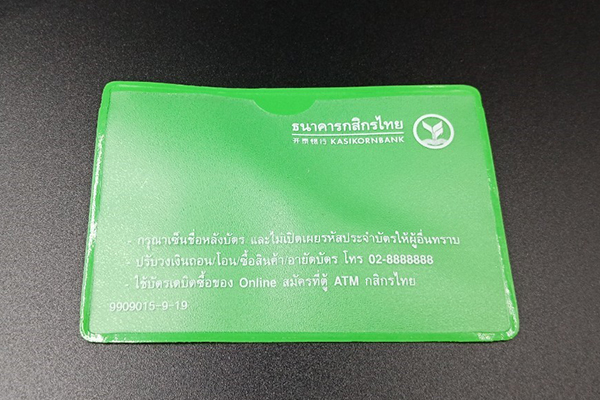 ธนาคารกสิกรไทย
开泰银行 KASIKORNBANK
- กรุณาเซ็นชื่อหลังบัตร และไม่เปิดเผยรหัสประจำบัตรให้ผู้อื่นทราบ
- ปรับวงเงินถอน/โอน/ซื้อสินค้า/อายัดบัตร โทร 02-8888888
- ใช้บัตรเดบิตซื้อของ Online สมัครที่ตู้ ATM กสิกรไทย
9909015-9-19